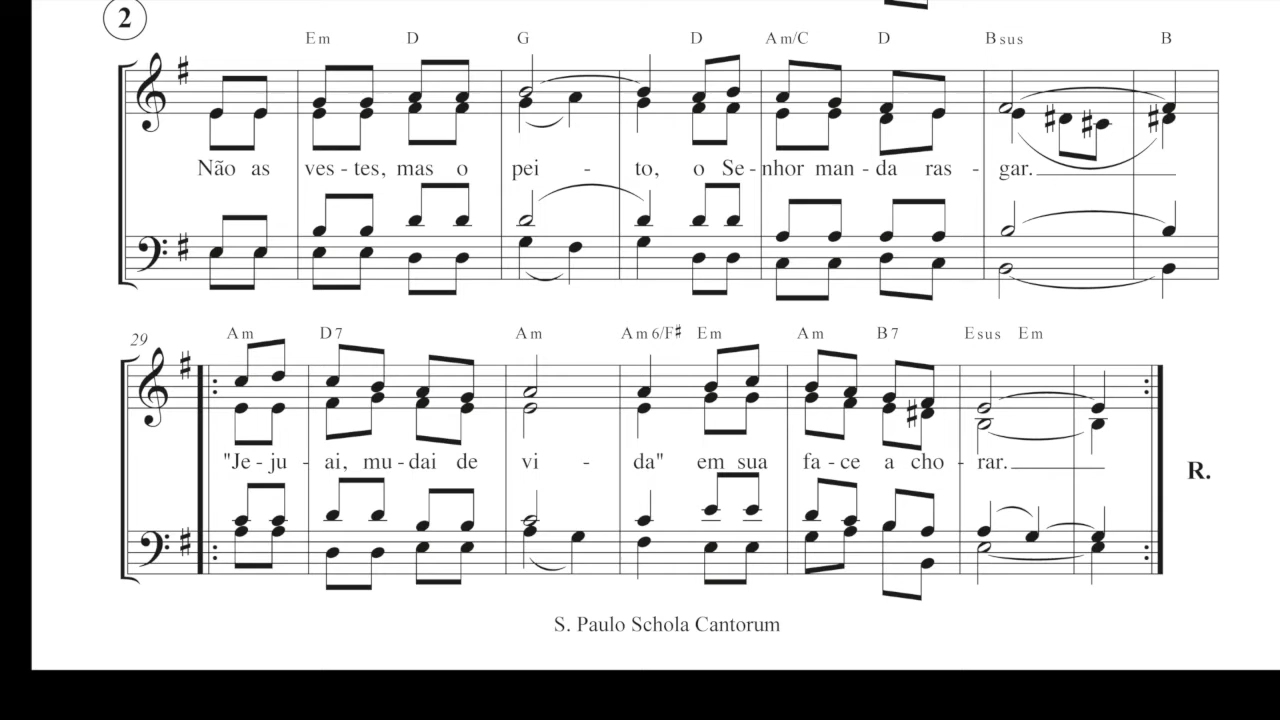 2
Em D G D Am/C D Bsus B
Não as ves - tes, mas o pei - to, o Se - nhor man - da ras - gar.
29
Am D7 Am Am6/F♯ Em Am B7 Esus Em
"Je - ju - ai, mu - dai de vi - da" em sua fa - ce a cho - rar.
R.
S. Paulo Schola Cantorum